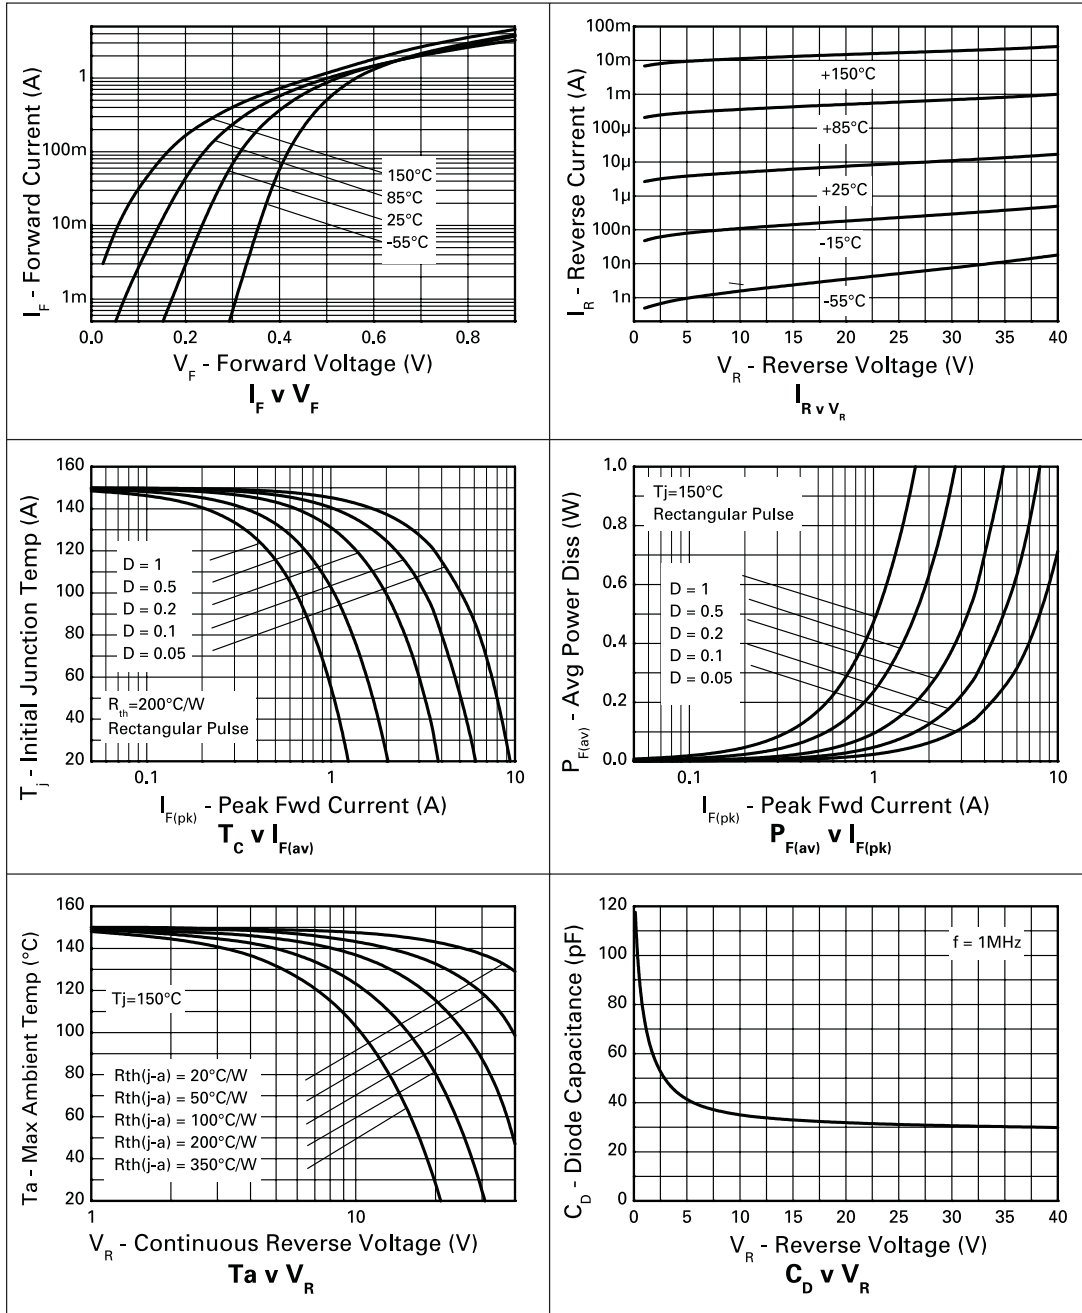 I_F - Forward Current (A)
1
100m
10m
1m
150°C
85°C
25°C
-55°C
0.0 0.2 0.4 0.6 0.8
V_F - Forward Voltage (V)
I_F v V_F
I_R - Reverse Current (A)
100m
10m
1m
100µ
10µ
1µ
100n
10n
1n
+150°C
+85°C
+25°C
-15°C
-55°C
0 5 10 15 20 25 30 35 40
V_R - Reverse Voltage (V)
I_R v V_R
T_j - Initial Junction Temp (A)
160
140
120
100
80
60
40
20
D = 1
D = 0.5
D = 0.2
D = 0.1
D = 0.05
R_th=200°C/W
Rectangular Pulse
0.1 1 10
I_F(pk) - Peak Fwd Current (A)
T_C v I_F(av)
P_F(av) - Avg Power Diss (W)
1.0
0.8
0.6
0.4
0.2
0.0
Tj=150°C
Rectangular Pulse
D = 1
D = 0.5
D = 0.2
D = 0.1
D = 0.05
0.1 1 10
I_F(pk) - Peak Fwd Current (A)
P_F(av) v I_F(pk)
Ta - Max Ambient Temp (°C)
160
140
120
100
80
60
40
20
Tj=150°C
Rth(j-a) = 20°C/W
Rth(j-a) = 50°C/W
Rth(j-a) = 100°C/W
Rth(j-a) = 200°C/W
Rth(j-a) = 350°C/W
1 10
V_R - Continuous Reverse Voltage (V)
Ta v V_R
C_D - Diode Capacitance (pF)
120
100
80
60
40
20
0
f = 1MHz
0 5 10 15 20 25 30 35 40
V_R - Reverse Voltage (V)
C_D v V_R